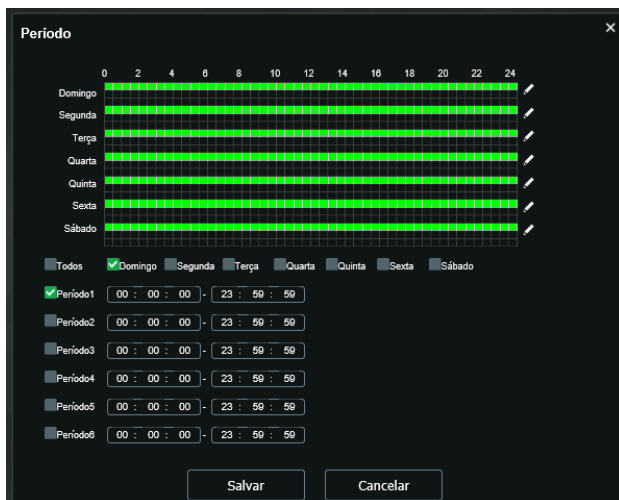 Período
0 2 4 6 8 10 12 14 16 18 20 22 24
Domingo
Segunda
Terça
Quarta
Quinta
Sexta
Sábado
Todos Domingo Segunda Terça Quarta Quinta Sexta Sábado
Período1 00 : 00 : 00 - 23 : 59 : 59
Período2 00 : 00 : 00 - 23 : 59 : 59
Período3 00 : 00 : 00 - 23 : 59 : 59
Período4 00 : 00 : 00 - 23 : 59 : 59
Período5 00 : 00 : 00 - 23 : 59 : 59
Período6 00 : 00 : 00 - 23 : 59 : 59
Salvar Cancelar